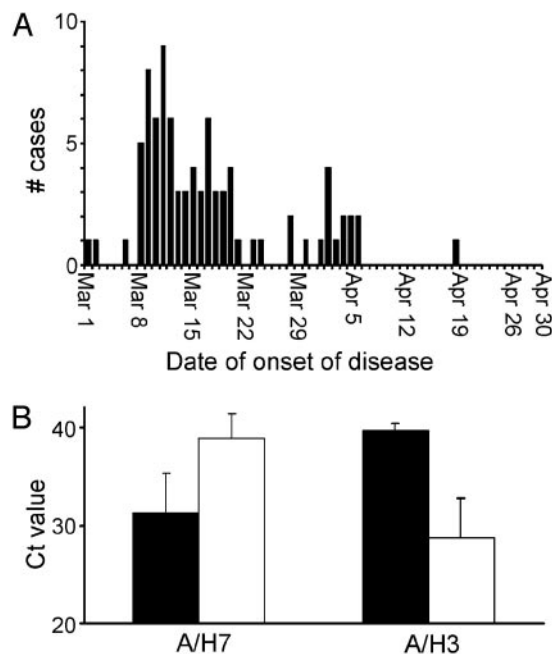 A
10
5
0
# cases
Mar 1
Mar 8
Mar 15
Mar 22
Mar 29
Apr 5
Apr 12
Apr 19
Apr 26
Apr 30
Date of onset of disease
B
40
30
20
Ct value
A/H7
A/H3